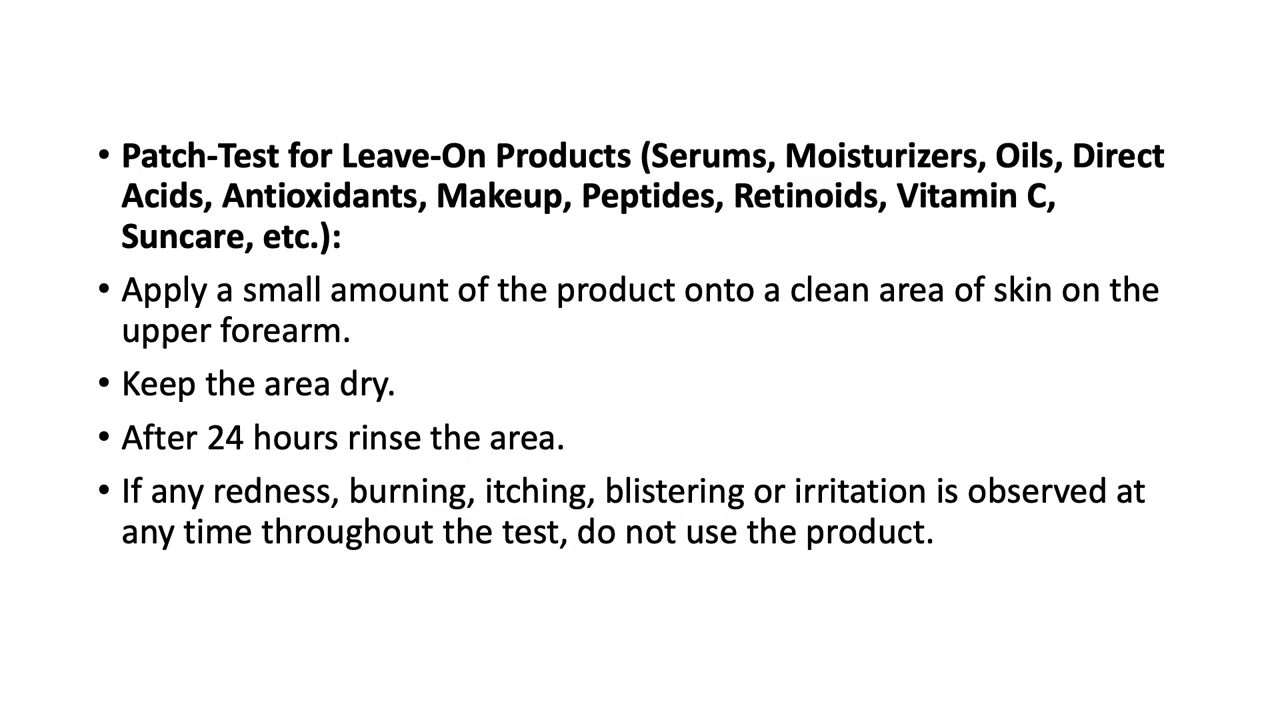 • Patch-Test for Leave-On Products (Serums, Moisturizers, Oils, Direct
Acids, Antioxidants, Makeup, Peptides, Retinoids, Vitamin C,
Suncare, etc.):
• Apply a small amount of the product onto a clean area of skin on the
upper forearm.
• Keep the area dry.
• After 24 hours rinse the area.
• If any redness, burning, itching, blistering or irritation is observed at
any time throughout the test, do not use the product.